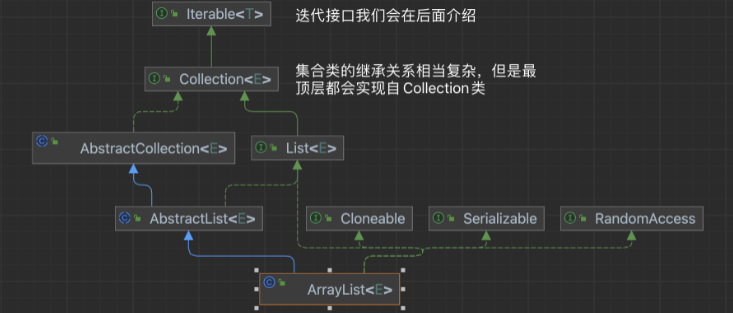 Iterable<T>
迭代接口我们会在后面介绍
Collection<E>
集合类的继承关系相当复杂，但是最
顶层都会实现自Collection类
AbstractCollection<E>
List<E>
AbstractList<E>
Cloneable
Serializable
RandomAccess
ArrayList<E>